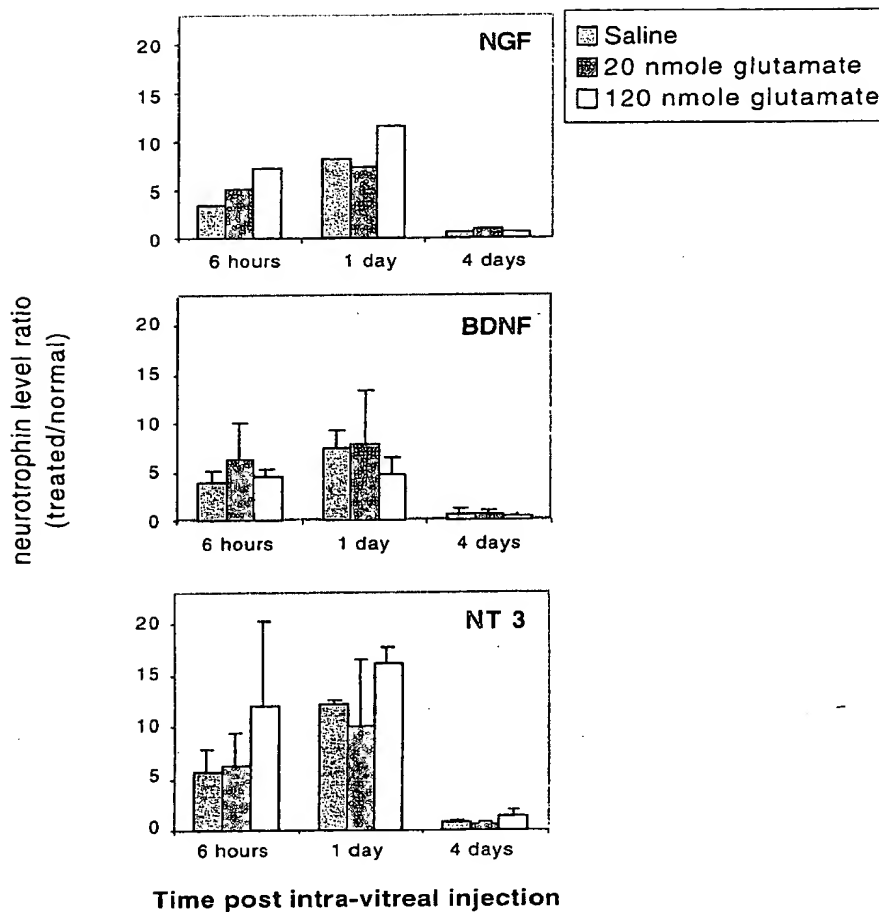 NGF
Saline
20 nmole glutamate
120 nmole glutamate
20
15
10
5
0
6 hours
1 day
4 days
neurotrophin level ratio
(treated/normal)
BDNF
20
15
10
5
0
6 hours
1 day
4 days
NT 3
20
15
10
5
0
6 hours
1 day
4 days
Time post intra-vitreal injection